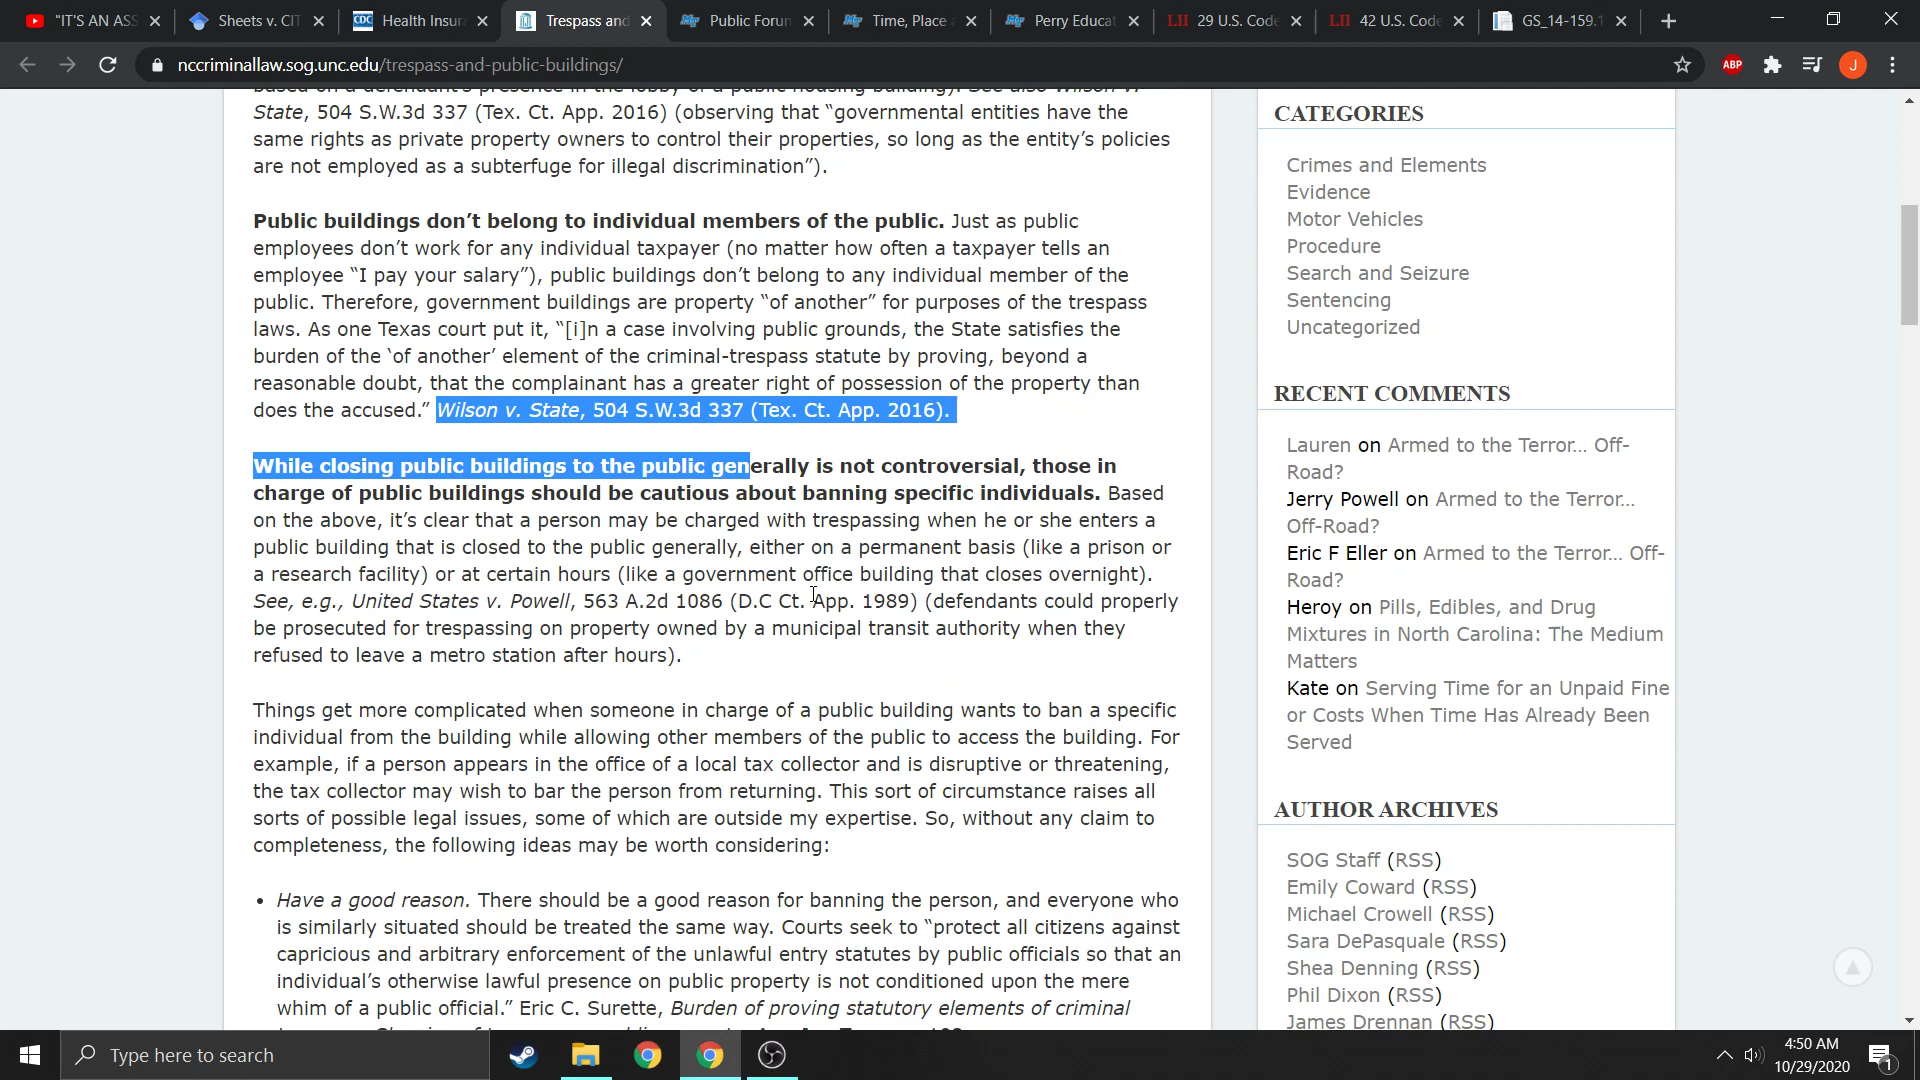 "IT'S AN ASS
Sheets v. CIT
CDC
Health Insur
Trespass and
Public Forum
Time, Place a
Perry Educat
LII 29 U.S. Code
LII 42 U.S. Code
GS_14-159.1
nccriminallaw.sog.unc.edu/trespass-and-public-buildings/
ABP
J
based on a defendant's presence in the lobby of a public housing building). See also Wilson v.
State, 504 S.W.3d 337 (Tex. Ct. App. 2016) (observing that “governmental entities have the
same rights as private property owners to control their properties, so long as the entity’s policies
are not employed as a subterfuge for illegal discrimination”).
Public buildings don’t belong to individual members of the public. Just as public
employees don’t work for any individual taxpayer (no matter how often a taxpayer tells an
employee “I pay your salary”), public buildings don’t belong to any individual member of the
public. Therefore, government buildings are property “of another” for purposes of the trespass
laws. As one Texas court put it, “[i]n a case involving public grounds, the State satisfies the
burden of the ‘of another’ element of the criminal-trespass statute by proving, beyond a
reasonable doubt, that the complainant has a greater right of possession of the property than
does the accused.” Wilson v. State, 504 S.W.3d 337 (Tex. Ct. App. 2016).
While closing public buildings to the public generally is not controversial, those in
charge of public buildings should be cautious about banning specific individuals. Based
on the above, it’s clear that a person may be charged with trespassing when he or she enters a
public building that is closed to the public generally, either on a permanent basis (like a prison or
a research facility) or at certain hours (like a government office building that closes overnight).
See, e.g., United States v. Powell, 563 A.2d 1086 (D.C Ct. App. 1989) (defendants could properly
be prosecuted for trespassing on property owned by a municipal transit authority when they
refused to leave a metro station after hours).
Things get more complicated when someone in charge of a public building wants to ban a specific
individual from the building while allowing other members of the public to access the building. For
example, if a person appears in the office of a local tax collector and is disruptive or threatening,
the tax collector may wish to bar the person from returning. This sort of circumstance raises all
sorts of possible legal issues, some of which are outside my expertise. So, without any claim to
completeness, the following ideas may be worth considering:
• Have a good reason. There should be a good reason for banning the person, and everyone who
is similarly situated should be treated the same way. Courts seek to “protect all citizens against
capricious and arbitrary enforcement of the unlawful entry statutes by public officials so that an
individual’s otherwise lawful presence on public property is not conditioned upon the mere
whim of a public official.” Eric C. Surette, Burden of proving statutory elements of criminal
CATEGORIES
Crimes and Elements
Evidence
Motor Vehicles
Procedure
Search and Seizure
Sentencing
Uncategorized
RECENT COMMENTS
Lauren on Armed to the Terror... Off-
Road?
Jerry Powell on Armed to the Terror...
Off-Road?
Eric F Eller on Armed to the Terror... Off-
Road?
Heroy on Pills, Edibles, and Drug
Mixtures in North Carolina: The Medium
Matters
Kate on Serving Time for an Unpaid Fine
or Costs When Time Has Already Been
Served
AUTHOR ARCHIVES
SOG Staff (RSS)
Emily Coward (RSS)
Michael Crowell (RSS)
Sara DePasquale (RSS)
Shea Denning (RSS)
Phil Dixon (RSS)
James Drennan (RSS)
Type here to search
4:50 AM
10/29/2020
1